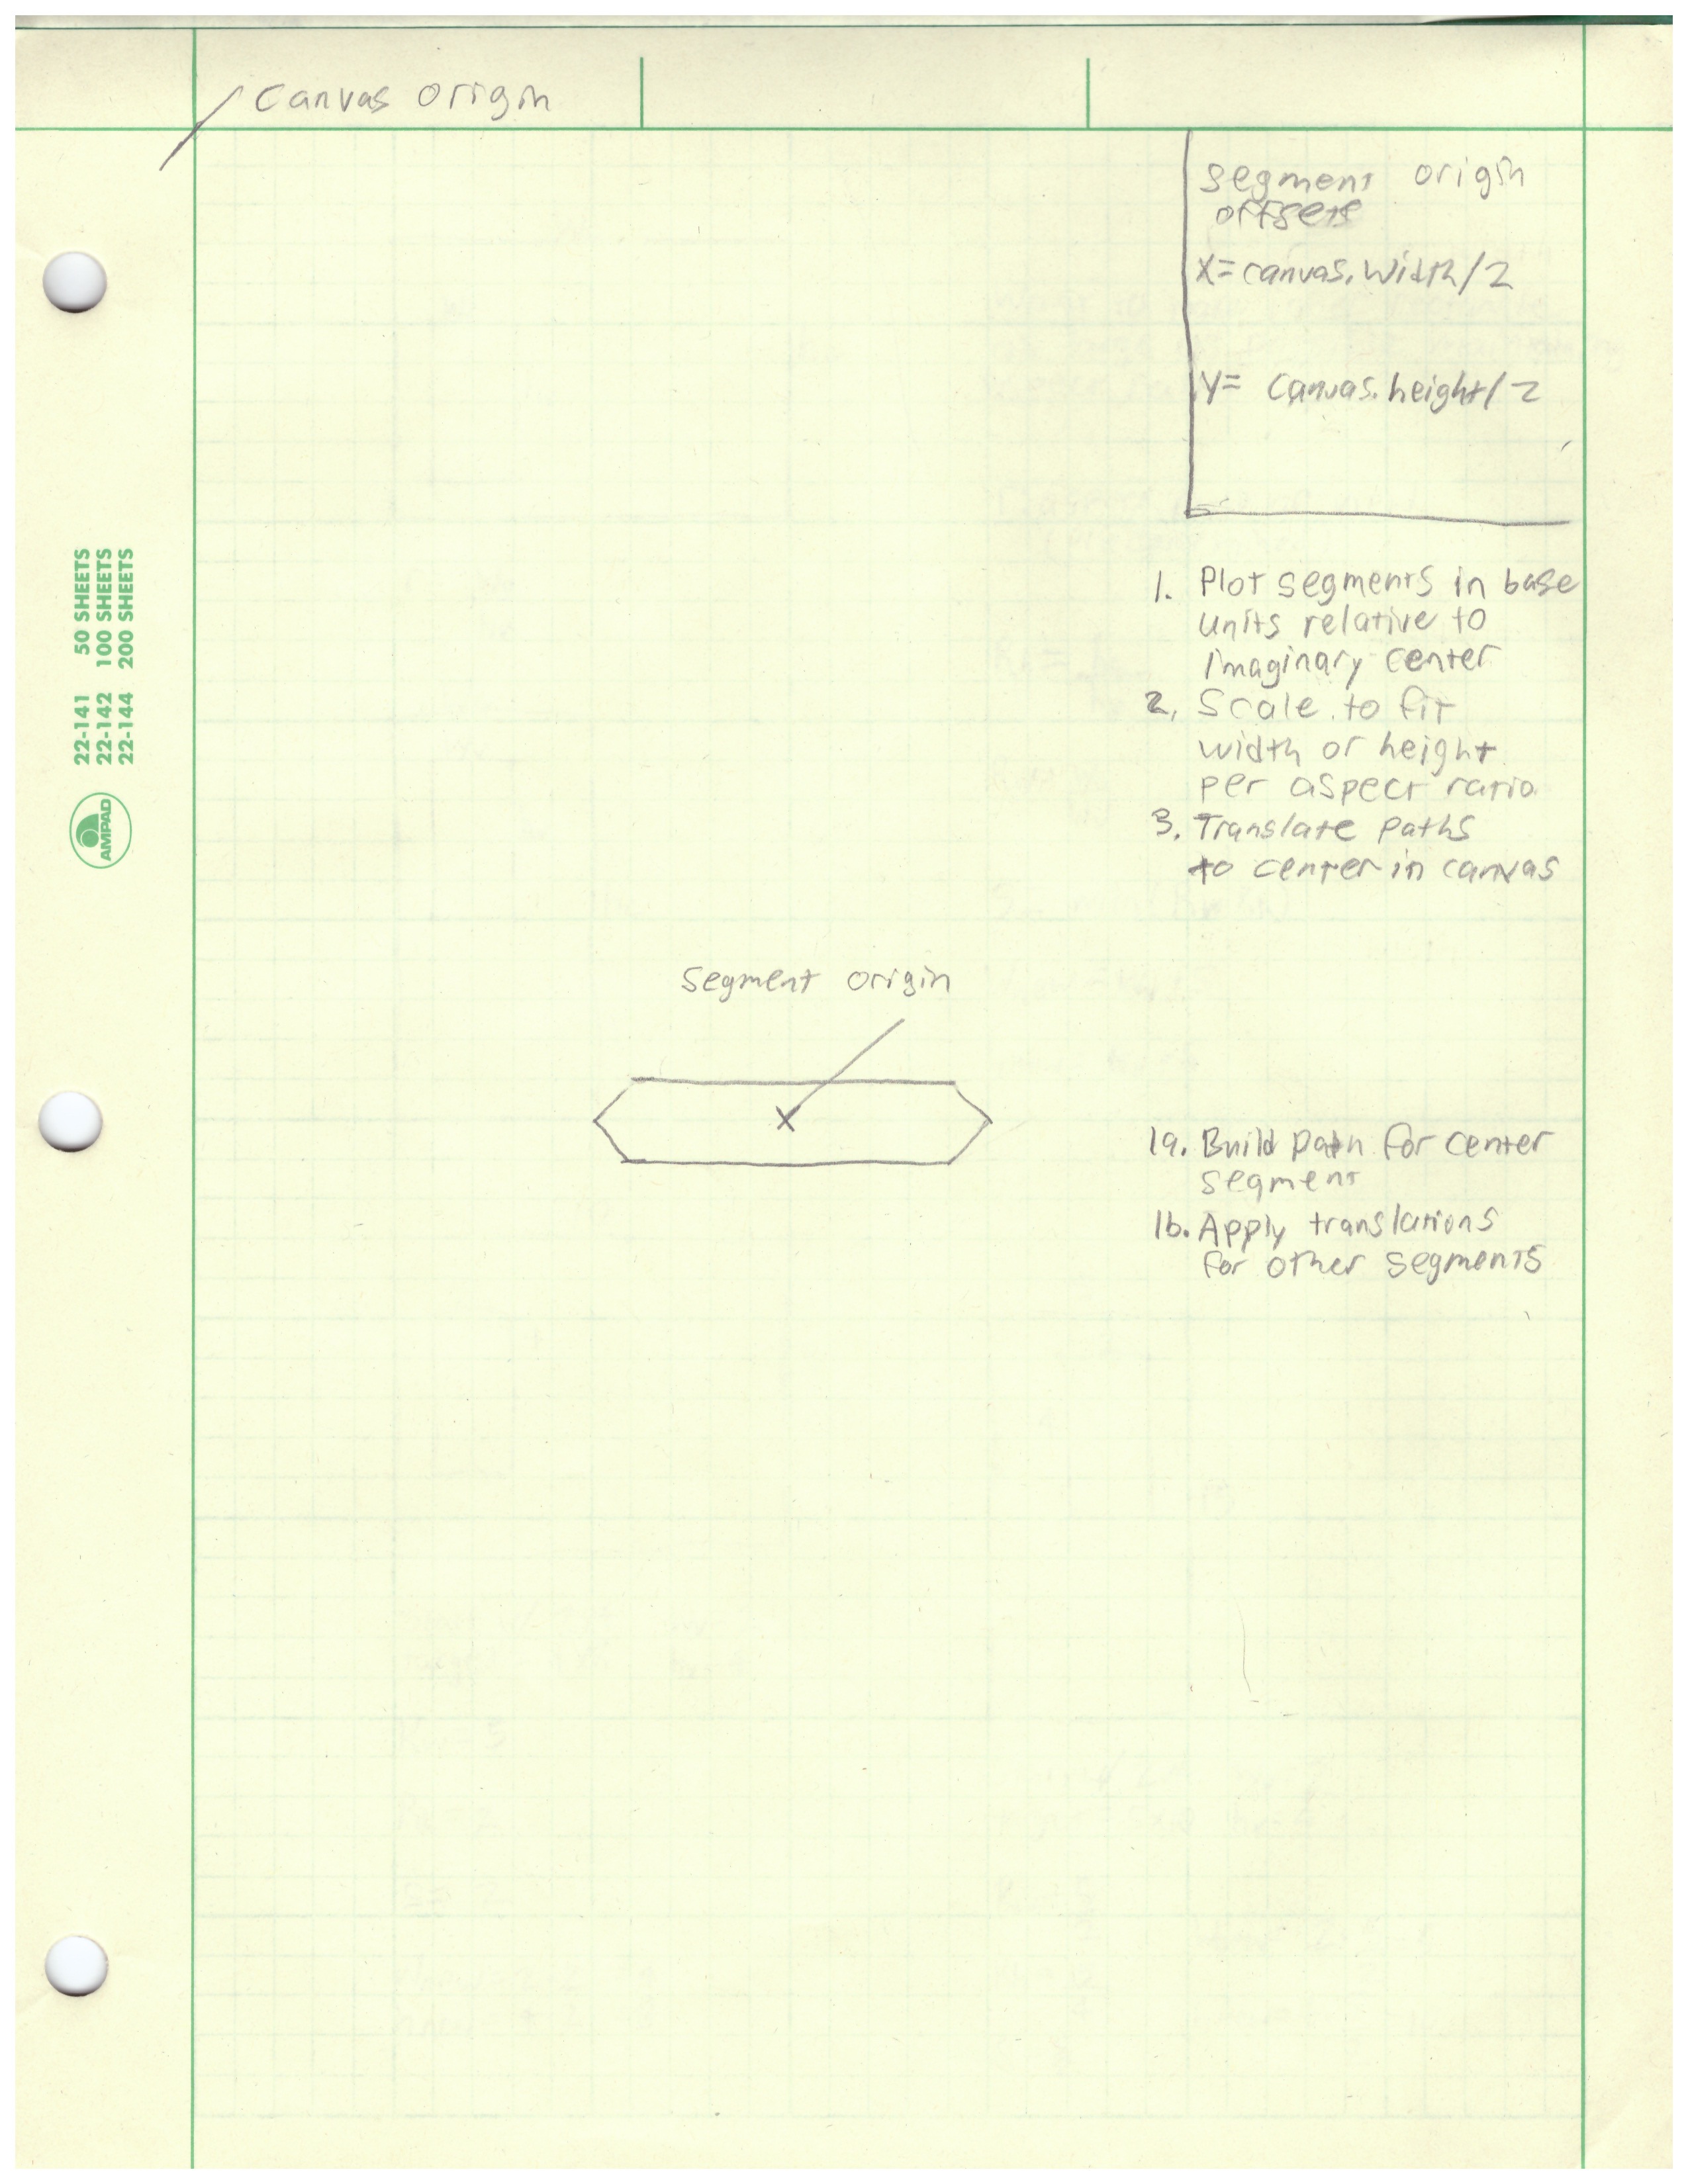 Canvas origin
segment origin
offsets
X=canvas.width/2
Y= canvas.height/2
1. Plot segments in base
units relative to
imaginary center
2. Scale to fit
width or height
per aspect ratio
3. Translate paths
to center in canvas
Segment origin
1a. Build path for center
segment
1b. Apply translations
for other segments
22-141 50 SHEETS
22-142 100 SHEETS
22-144 200 SHEETS
AMPAD